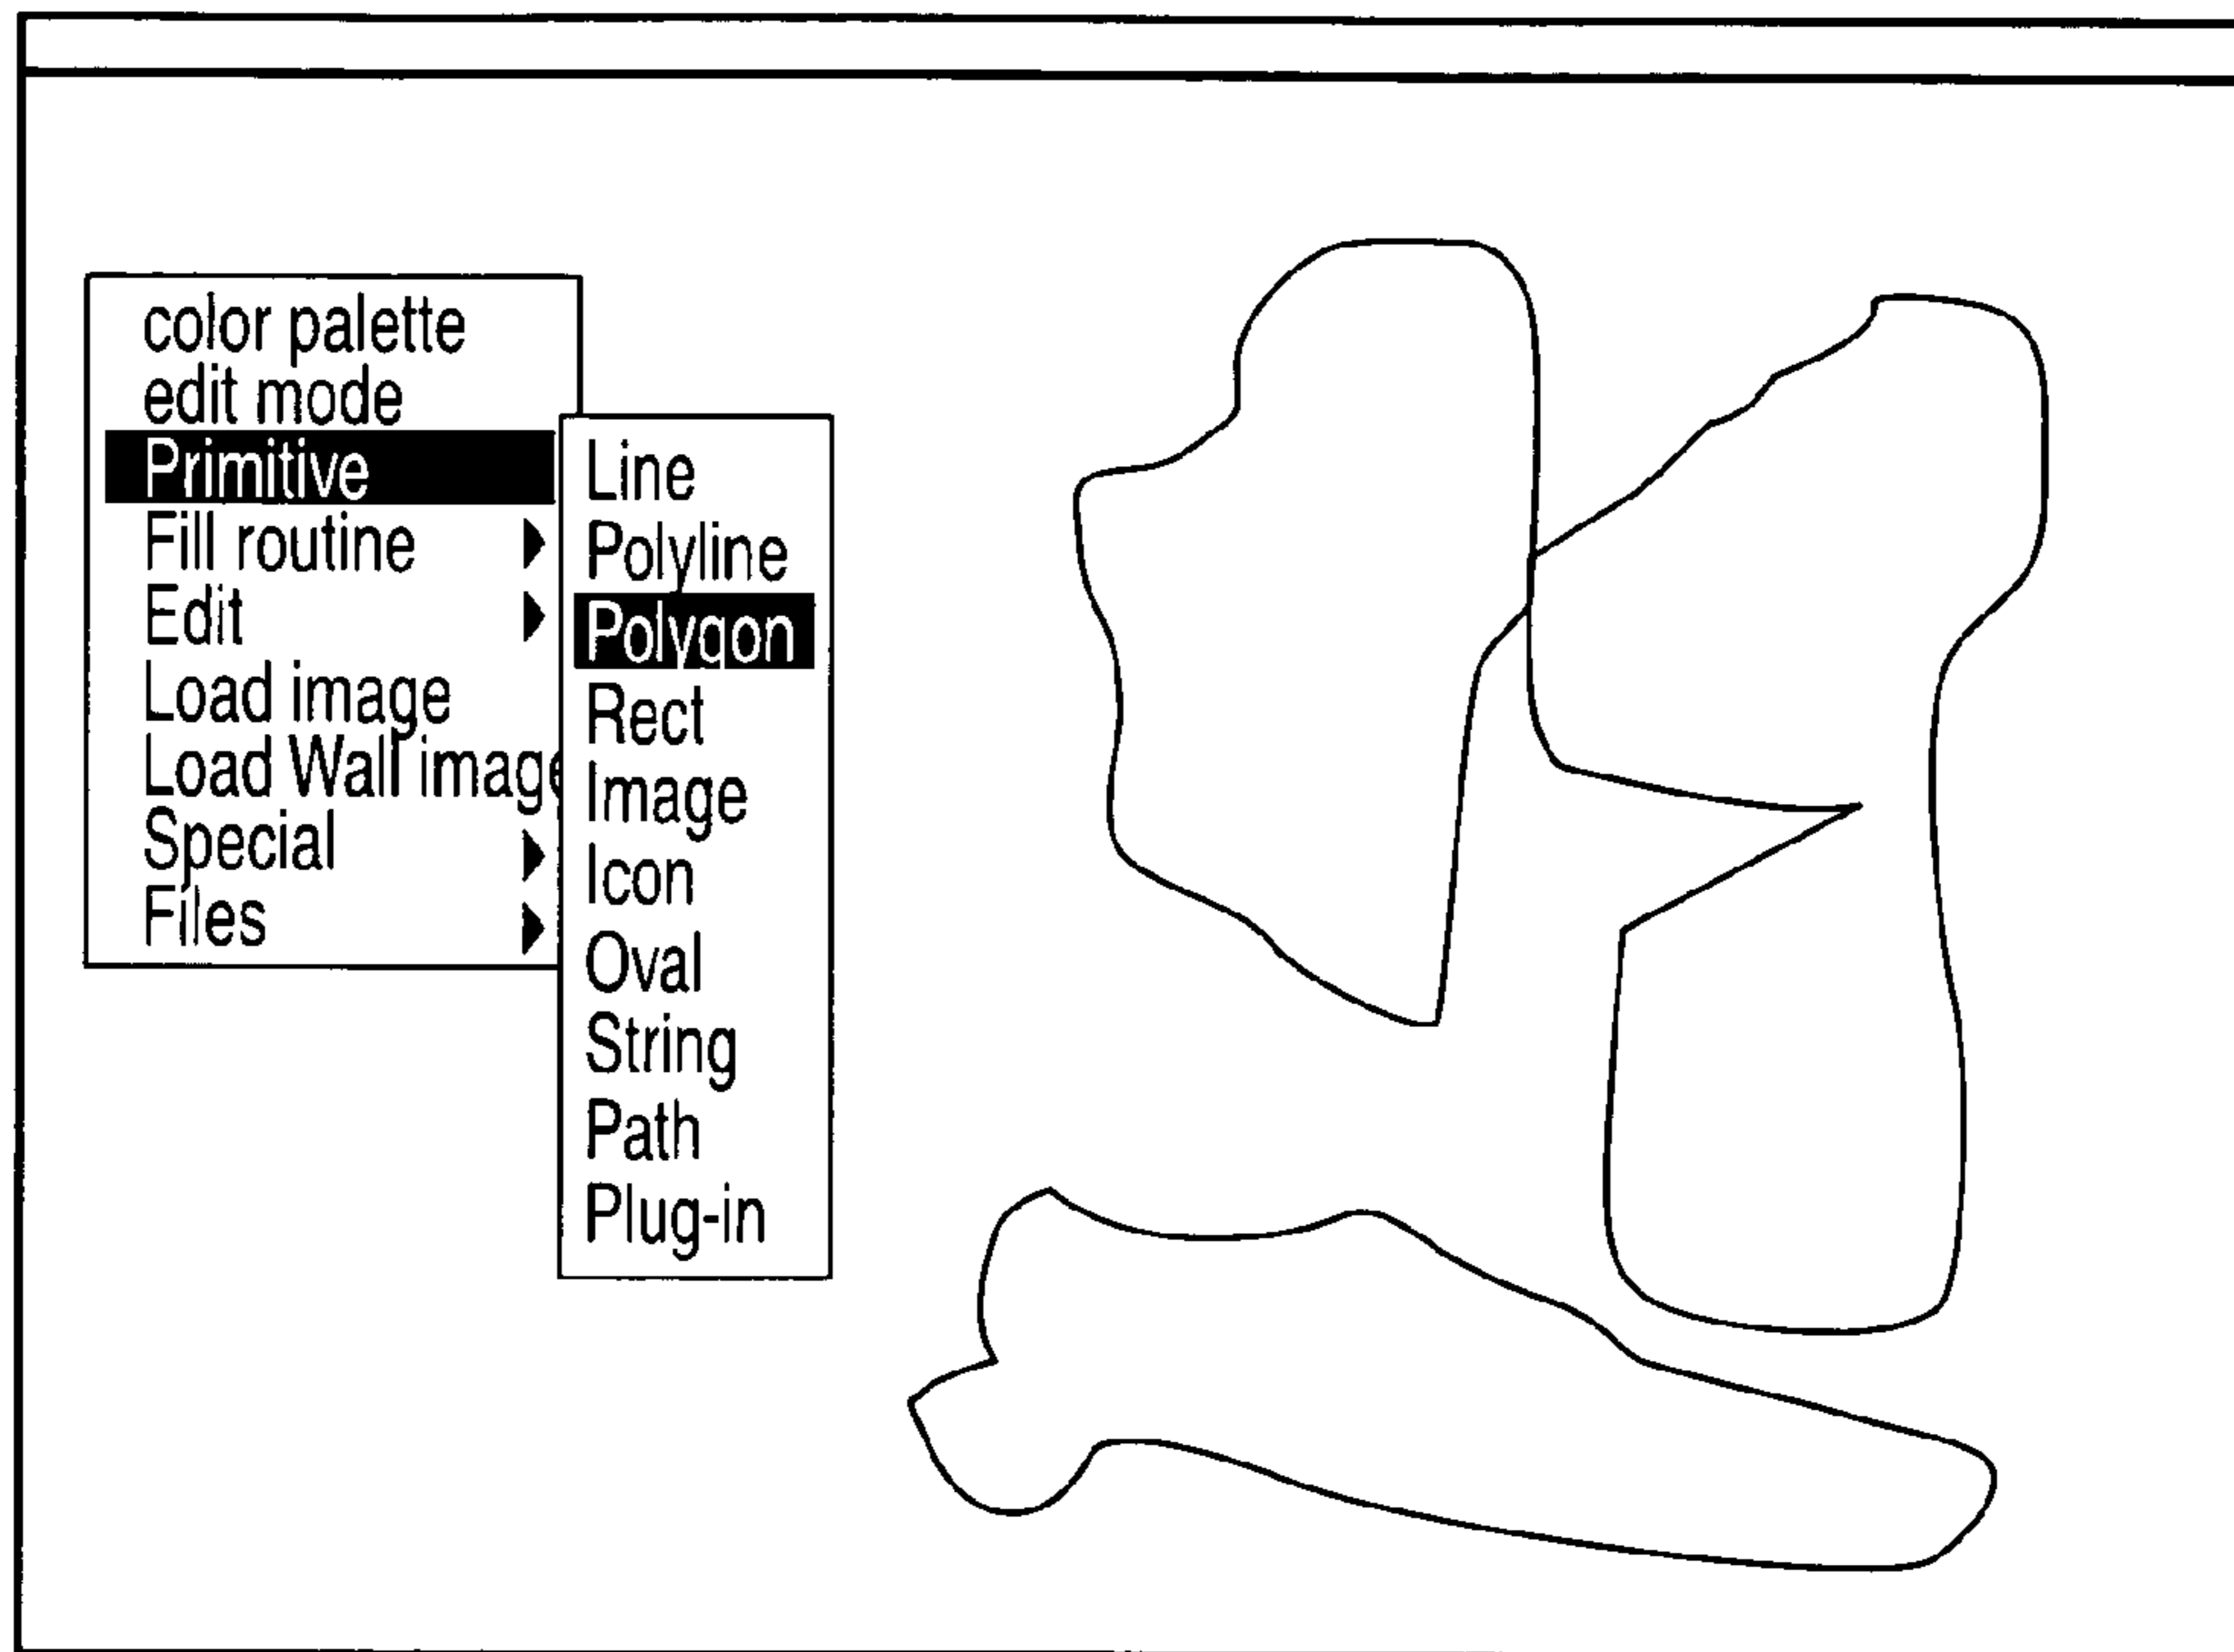 color palette
edit mode
Primitive
Fill routine
Edit
Load image
Load Wall image
Special
Files
Line
Polyline
Polygon
Rect
Image
Icon
Oval
String
Path
Plug-in